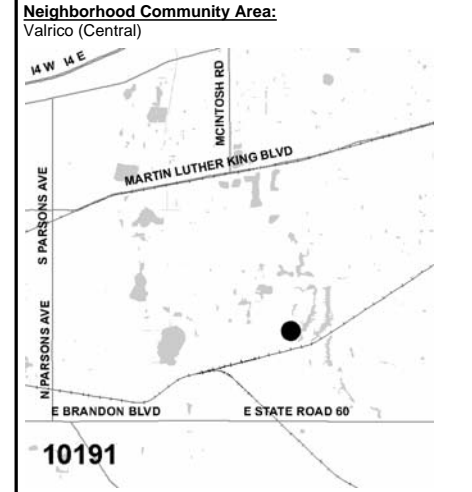 Neighborhood Community Area:
Valrico (Central)
I4 W I4 E
MCINTOSH RD
MARTIN LUTHER KING BLVD
S PARSONS AVE
N PARSONS AVE
E BRANDON BLVD
E STATE ROAD 60
10191